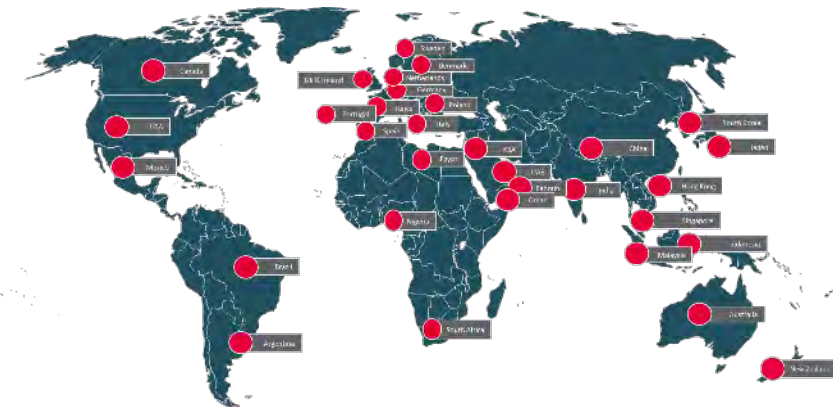 Sweden
Denmark
Canada
UK & Ireland
Netherlands
Germany
Poland
France
Portugal
Italy
USA
Spain
South Korea
Japan
China
KSA
Egypt
Mexico
UAE
Bahrain
India
Hong Kong
Oman
Nigeria
Singapore
Indonesia
Malaysia
Brazil
Australia
South Africa
Argentina
New Zealand